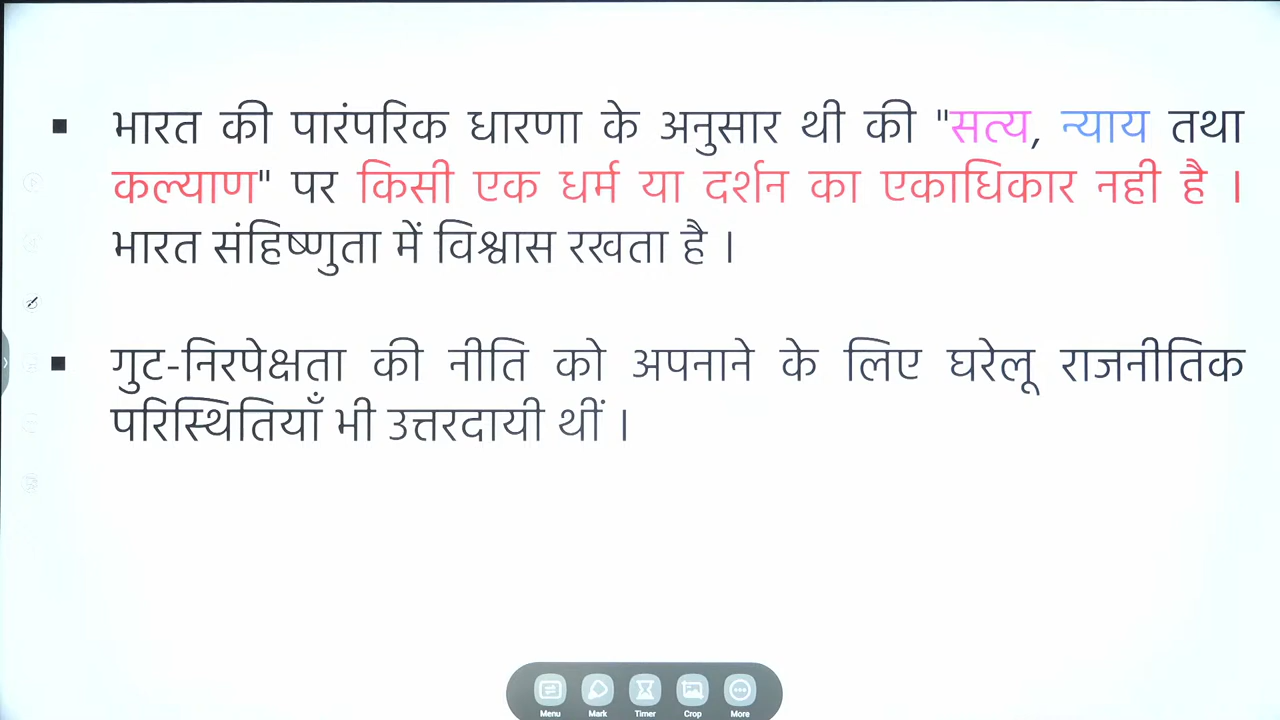 ▪ भारत की पारंपरिक धारणा के अनुसार थी की "सत्य, न्याय तथा
कल्याण" पर किसी एक धर्म या दर्शन का एकाधिकार नही है ।
भारत संहिष्णुता में विश्वास रखता है ।
▪ गुट-निरपेक्षता की नीति को अपनाने के लिए घरेलू राजनीतिक
परिस्थितियाँ भी उत्तरदायी थीं ।
Menu Mark Timer Crop More